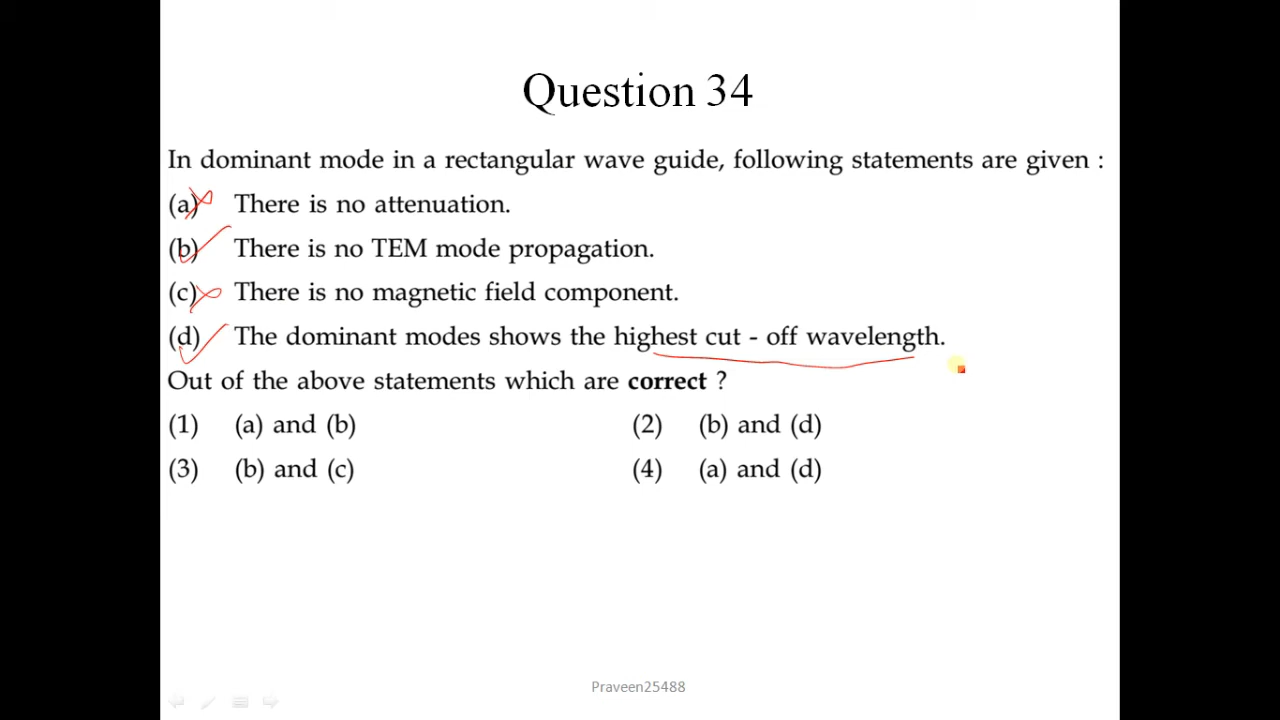 Question 34
In dominant mode in a rectangular wave guide, following statements are given :
(a) There is no attenuation.
(b) There is no TEM mode propagation.
(c) There is no magnetic field component.
(d) The dominant modes shows the highest cut - off wavelength.
Out of the above statements which are correct ?
(1) (a) and (b) (2) (b) and (d)
(3) (b) and (c) (4) (a) and (d)
Praveen25488